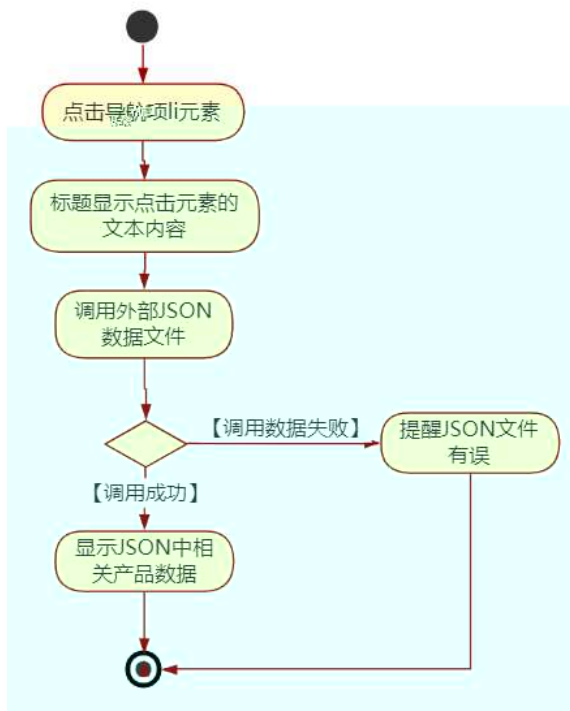 点击导航项li元素
标题显示点击元素的
文本内容
调用外部JSON
数据文件
【调用数据失败】
提醒JSON文件
有误
【调用成功】
显示JSON中相
关产品数据